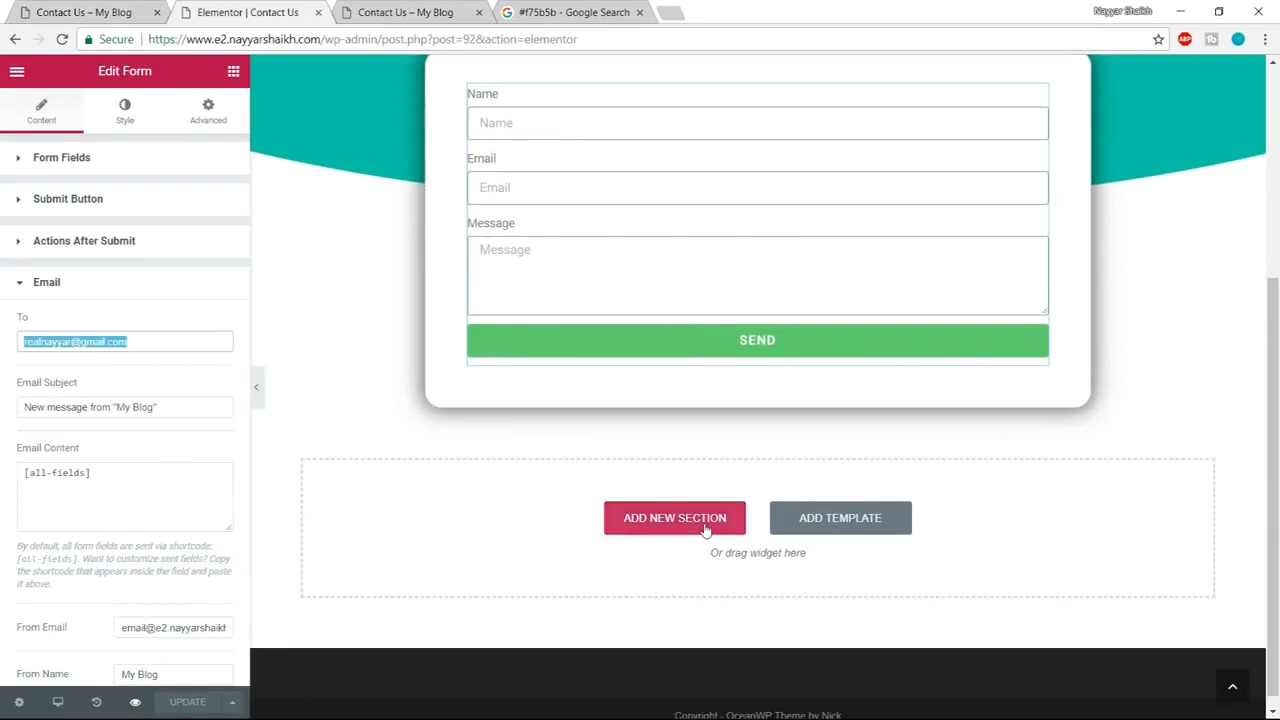 Contact Us – My Blog
Elementor | Contact Us
Contact Us – My Blog
#f75b5b - Google Search
Nayyar Shaikh
Secure
https://www.e2.nayyarshaikh.com/wp-admin/post.php?post=92&action=elementor
ABP
tb
Edit Form
Content
Style
Advanced
Form Fields
Submit Button
Actions After Submit
Email
To
realnayyar@gmail.com
Email Subject
New message from "My Blog"
Email Content
[all-fields]
By default, all form fields are sent via shortcode:
[all-fields]. Want to customize sent fields? Copy
the shortcode that appears inside the field and paste
it above.
From Email
email@e2.nayyarshaikh
From Name
My Blog
UPDATE
Name
Name
Email
Email
Message
Message
SEND
ADD NEW SECTION
ADD TEMPLATE
Or drag widget here
Copyright - OceanWP Theme by Nick